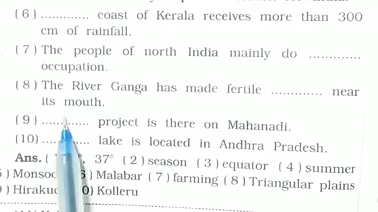 ( 6 ) ............. coast of Kerala receives more than 300
cm of rainfall.
( 7 ) The people of north India mainly do .............
occupation.
( 8 ) The River Ganga has made fertile ............. near
its mouth.
( 9 ) ............. project is there on Mahanadi.
(10) ............. lake is located in Andhra Pradesh.
Ans. ( 37° ( 2 ) season ( 3 ) equator ( 4 ) summer
) Monsoo ) Malabar ( 7 ) farming ( 8 ) Triangular plains
) Hiraku 0) Kolleru